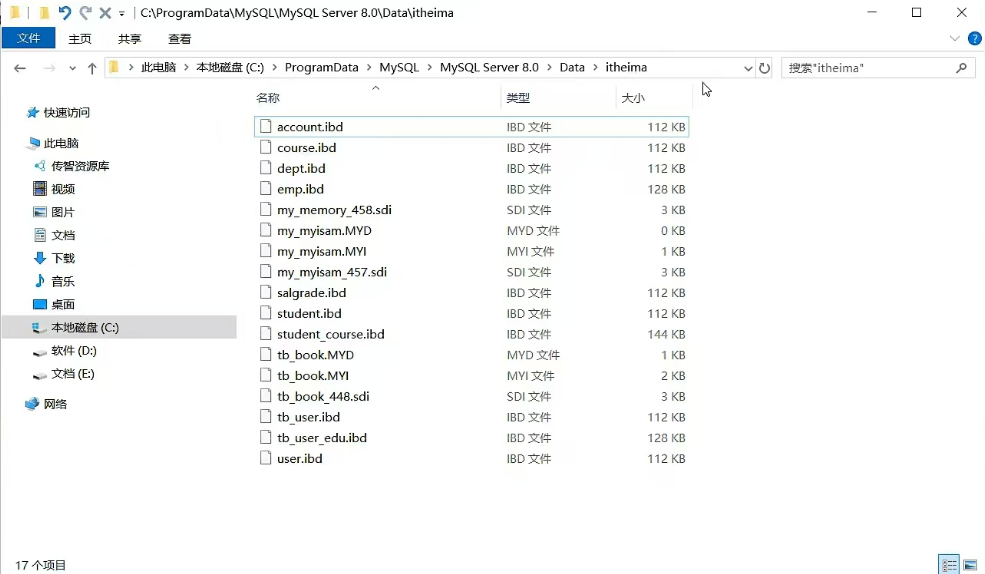 C:\ProgramData\MySQL\MySQL Server 8.0\Data\itheima
文件 主页 共享 查看
此电脑 本地磁盘 (C:) ProgramData MySQL MySQL Server 8.0 Data itheima 搜索"itheima"
名称 类型 大小
快速访问
此电脑
传智资源库
视频
图片
文档
下载
音乐
桌面
本地磁盘 (C:)
软件 (D:)
文档 (E:)
网络
account.ibd IBD 文件 112 KB
course.ibd IBD 文件 112 KB
dept.ibd IBD 文件 112 KB
emp.ibd IBD 文件 128 KB
my_memory_458.sdi SDI 文件 3 KB
my_myisam.MYD MYD 文件 0 KB
my_myisam.MYI MYI 文件 1 KB
my_myisam_457.sdi SDI 文件 3 KB
salgrade.ibd IBD 文件 112 KB
student.ibd IBD 文件 112 KB
student_course.ibd IBD 文件 144 KB
tb_book.MYD MYD 文件 1 KB
tb_book.MYI MYI 文件 2 KB
tb_book_448.sdi SDI 文件 3 KB
tb_user.ibd IBD 文件 112 KB
tb_user_edu.ibd IBD 文件 128 KB
user.ibd IBD 文件 112 KB
17 个项目